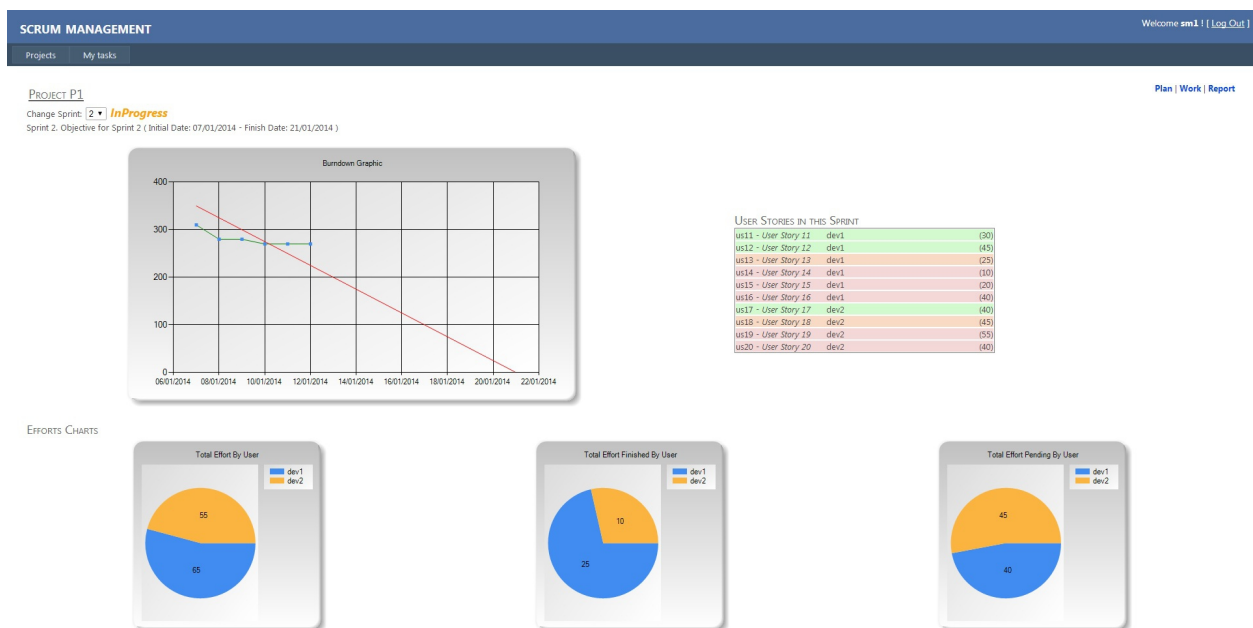 SCRUM MANAGEMENT
Welcome sm1 ! [ Log Out ]
Projects My tasks
PROJECT P1
Plan | Work | Report
Change Sprint: 2 InProgress
Sprint 2. Objective for Sprint 2 ( Initial Date: 07/01/2014 - Finish Date: 21/01/2014 )
Burndown Graphic
400
300
200
100
0
06/01/2014 08/01/2014 10/01/2014 12/01/2014 14/01/2014 16/01/2014 18/01/2014 20/01/2014 22/01/2014
USER STORIES IN THIS SPRINT
us11 - User Story 11 dev1 (30)
us12 - User Story 12 dev1 (45)
us13 - User Story 13 dev1 (25)
us14 - User Story 14 dev1 (10)
us15 - User Story 15 dev1 (20)
us16 - User Story 16 dev1 (40)
us17 - User Story 17 dev2 (40)
us18 - User Story 18 dev2 (45)
us19 - User Story 19 dev2 (55)
us20 - User Story 20 dev2 (40)
EFFORTS CHARTS
Total Effort By User
dev1
dev2
55
65
Total Effort Finished By User
dev1
dev2
10
25
Total Effort Pending By User
dev1
dev2
45
40